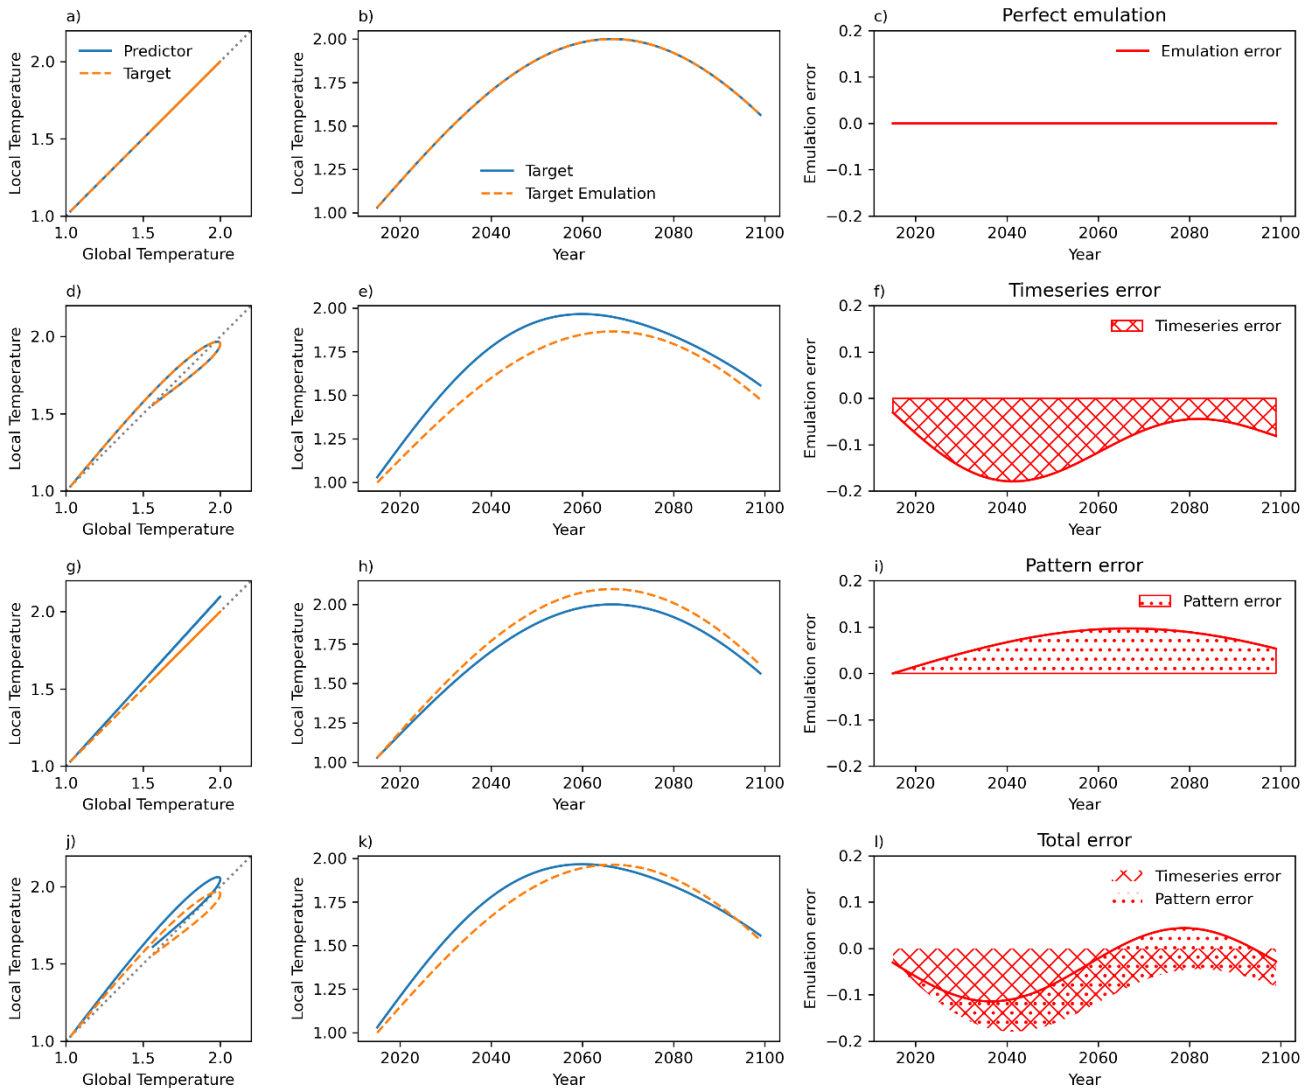 a)
Predictor
Target
2.0
1.5
1.0
Local Temperature
1.0 1.5 2.0
Global Temperature
b)
2.00
1.75
1.50
1.25
1.00
Local Temperature
Target
Target Emulation
2020 2040 2060 2080 2100
Year
c)
Perfect emulation
Emulation error
0.2
0.1
0.0
−0.1
−0.2
Emulation error
2020 2040 2060 2080 2100
Year
d)
2.0
1.5
1.0
Local Temperature
1.0 1.5 2.0
Global Temperature
e)
2.00
1.75
1.50
1.25
1.00
Local Temperature
2020 2040 2060 2080 2100
Year
f)
Timeseries error
Timeseries error
0.2
0.1
0.0
−0.1
−0.2
Emulation error
2020 2040 2060 2080 2100
Year
g)
2.0
1.5
1.0
Local Temperature
1.0 1.5 2.0
Global Temperature
h)
2.00
1.75
1.50
1.25
1.00
Local Temperature
2020 2040 2060 2080 2100
Year
i)
Pattern error
Pattern error
0.2
0.1
0.0
−0.1
−0.2
Emulation error
2020 2040 2060 2080 2100
Year
j)
2.0
1.5
1.0
Local Temperature
1.0 1.5 2.0
Global Temperature
k)
2.00
1.75
1.50
1.25
1.00
Local Temperature
2020 2040 2060 2080 2100
Year
l)
Total error
Timeseries error
Pattern error
0.2
0.1
0.0
−0.1
−0.2
Emulation error
2020 2040 2060 2080 2100
Year